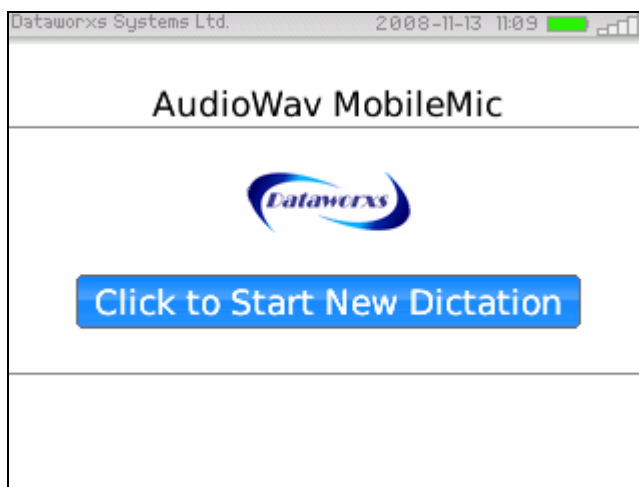 Dataworxs Systems Ltd. 2008-11-13 11:09
AudioWav MobileMic
Dataworxs
Click to Start New Dictation